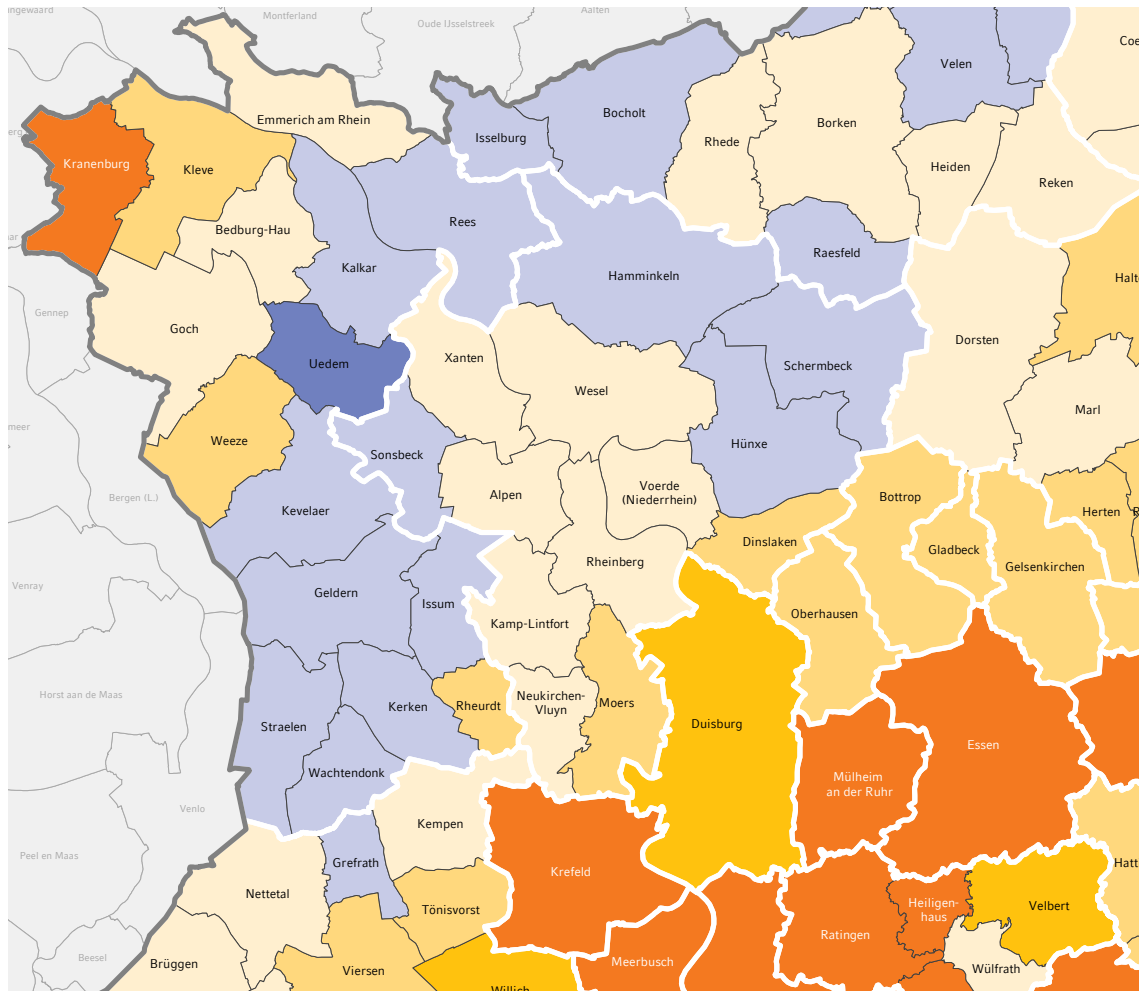 Montferland
Aalten
Oude IJsselstreek
Velen
Bocholt
Emmerich am Rhein
Borken
Isselburg
Rhede
Kranenburg
Kleve
Heiden
Reken
Rees
Bedburg-Hau
Raesfeld
Kalkar
Hamminkeln
Gennep
Goch
Dorsten
Xanten
Uedem
Schermbeck
Wesel
Marl
Weeze
Hünxe
Sonsbeck
Voerde
(Niederrhein)
Alpen
Bottrop
Bergen (L.)
Kevelaer
Herten
Dinslaken
Gladbeck
Rheinberg
Gelsenkirchen
Venray
Geldern
Issum
Oberhausen
Kamp-Lintfort
Horst aan de Maas
Neukirchen-
Vluyn
Moers
Rheurdt
Kerken
Straelen
Duisburg
Essen
Wachtendonk
Mülheim
an der Ruhr
Venlo
Kempen
Peel en Maas
Grefrath
Krefeld
Nettetal
Heiligen-
haus
Velbert
Tönisvorst
Ratingen
Beesel
Brüggen
Viersen
Meerbusch
Wülfrath
Willich